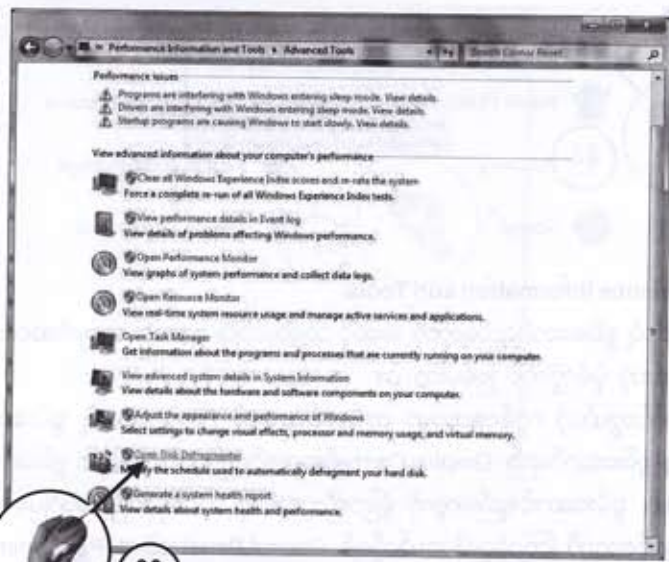 Performance Information and Tools ▸ Advanced Tools
Search Control Panel
Performance issues
Programs are interfering with Windows entering sleep mode. View details.
Drivers are interfering with Windows entering sleep mode. View details.
Startup programs are causing Windows to start slowly. View details.
View advanced information about your computer's performance
Clear all Windows Experience Index scores and re-rate the system
Force a complete re-run of all Windows Experience Index tests.
View performance details in Event log
View details of problems affecting Windows performance.
Open Performance Monitor
View graphs of system performance and collect data logs.
Open Resource Monitor
View real-time system resource usage and manage active services and applications.
Open Task Manager
Get information about the programs and processes that are currently running on your computer.
View advanced system details in System Information
View details about the hardware and software components on your computer.
Adjust the appearance and performance of Windows
Select settings to change visual effects, processor and memory usage, and virtual memory.
Open Disk Defragmenter
fy the schedule used to automatically defragment your hard disk.
Generate a system health report
View details about system health and performance.